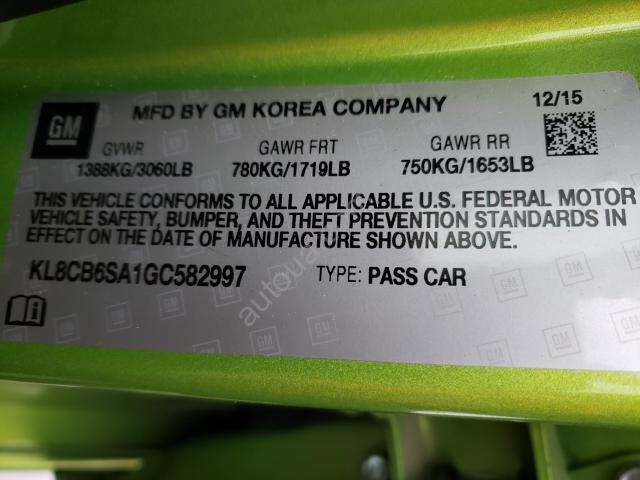 GM
MFD BY GM KOREA COMPANY 12/15
GVWR GAWR FRT GAWR RR
1388KG/3060LB 780KG/1719LB 750KG/1653LB
THIS VEHICLE CONFORMS TO ALL APPLICABLE U.S. FEDERAL MOTOR
VEHICLE SAFETY, BUMPER, AND THEFT PREVENTION STANDARDS IN
EFFECT ON THE DATE OF MANUFACTURE SHOWN ABOVE.
KL8CB6SA1GC582997 TYPE: PASS CAR